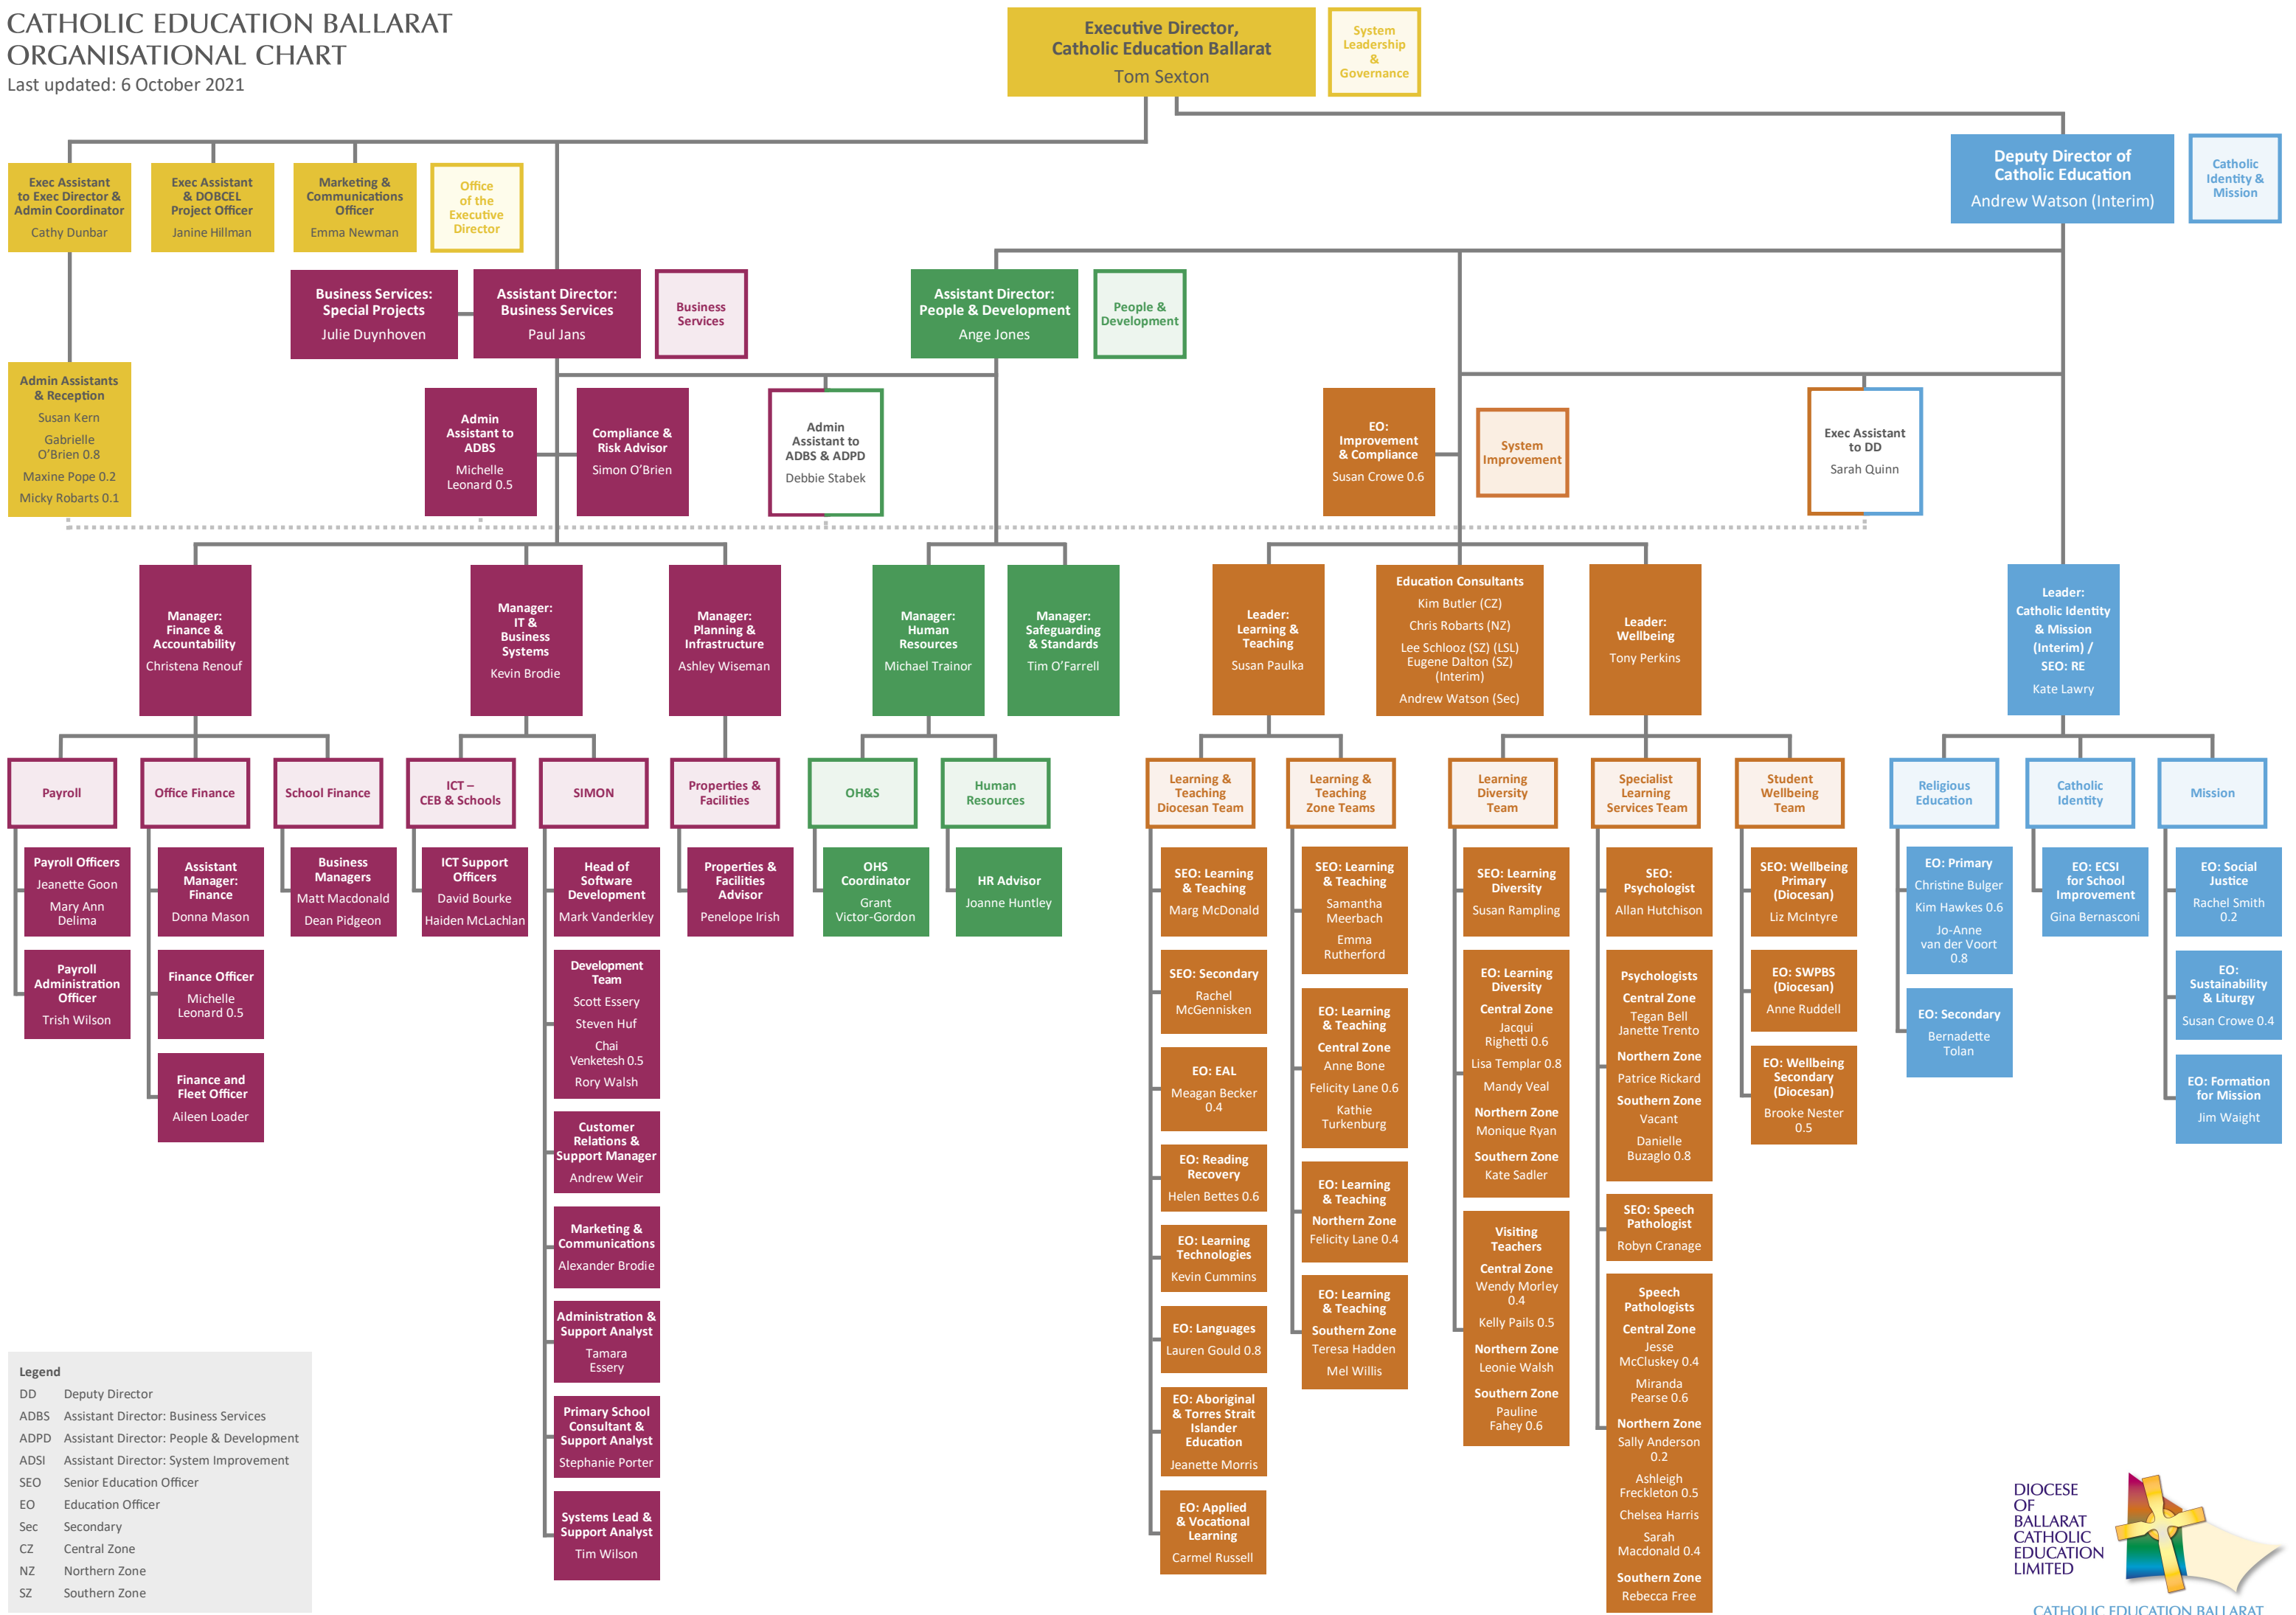 CATHOLIC EDUCATION BALLARAT
ORGANISATIONAL CHART
Last updated: 6 October 2021
Executive Director,
Catholic Education Ballarat
Tom Sexton
System
Leadership
&
Governance
Deputy Director of
Catholic Education
Andrew Watson (Interim)
Catholic
Identity &
Mission
Exec Assistant
to Exec Director &
Admin Coordinator
Cathy Dunbar
Exec Assistant
& DOBCEL
Project Officer
Janine Hillman
Marketing &
Communications
Officer
Emma Newman
Office
of the
Executive
Director
Business Services:
Special Projects
Julie Duynhoven
Assistant Director:
Business Services
Paul Jans
Business
Services
Assistant Director:
People & Development
Ange Jones
People &
Development
Admin Assistants
& Reception
Susan Kern
Gabrielle
O’Brien 0.8
Maxine Pope 0.2
Micky Robarts 0.1
Admin
Assistant to
ADBS
Michelle
Leonard 0.5
Compliance &
Risk Advisor
Simon O’Brien
Admin
Assistant to
ADBS & ADPD
Debbie Stabek
EO:
Improvement
& Compliance
Susan Crowe 0.6
System
Improvement
Exec Assistant
to DD
Sarah Quinn
Manager:
Finance &
Accountability
Christena Renouf
Manager:
IT &
Business
Systems
Kevin Brodie
Manager:
Planning &
Infrastructure
Ashley Wiseman
Manager:
Human
Resources
Michael Trainor
Manager:
Safeguarding
& Standards
Tim O’Farrell
Leader:
Learning &
Teaching
Susan Paulka
Education Consultants
Kim Butler (CZ)
Chris Robarts (NZ)
Lee Schlooz (SZ) (LSL)
Eugene Dalton (SZ)
(Interim)
Andrew Watson (Sec)
Leader:
Wellbeing
Tony Perkins
Leader:
Catholic Identity
& Mission
(Interim) /
SEO: RE
Kate Lawry
Payroll
Office Finance
School Finance
ICT –
CEB & Schools
SIMON
Properties &
Facilities
OH&S
Human
Resources
Learning &
Teaching
Diocesan Team
Learning &
Teaching
Zone Teams
Learning
Diversity
Team
Specialist
Learning
Services Team
Student
Wellbeing
Team
Religious
Education
Catholic
Identity
Mission
Payroll Officers
Jeanette Goon
Mary Ann
Delima
Payroll
Administration
Officer
Trish Wilson
Assistant
Manager:
Finance
Donna Mason
Finance Officer
Michelle
Leonard 0.5
Finance and
Fleet Officer
Aileen Loader
Business
Managers
Matt Macdonald
Dean Pidgeon
ICT Support
Officers
David Bourke
Haiden McLachlan
Head of
Software
Development
Mark Vanderkley
Development
Team
Scott Essery
Steven Huf
Chai
Venketesh 0.5
Rory Walsh
Customer
Relations &
Support Manager
Andrew Weir
Marketing &
Communications
Alexander Brodie
Administration &
Support Analyst
Tamara
Essery
Primary School
Consultant &
Support Analyst
Stephanie Porter
Systems Lead &
Support Analyst
Tim Wilson
Properties &
Facilities
Advisor
Penelope Irish
OHS
Coordinator
Grant
Victor-Gordon
HR Advisor
Joanne Huntley
SEO: Learning
& Teaching
Marg McDonald
SEO: Secondary
Rachel
McGennisken
EO: EAL
Meagan Becker
0.4
EO: Reading
Recovery
Helen Bettes 0.6
EO: Learning
Technologies
Kevin Cummins
EO: Languages
Lauren Gould 0.8
EO: Aboriginal
& Torres Strait
Islander
Education
Jeanette Morris
EO: Applied
& Vocational
Learning
Carmel Russell
SEO: Learning
& Teaching
Samantha
Meerbach
Emma
Rutherford
EO: Learning
& Teaching
Central Zone
Anne Bone
Felicity Lane 0.6
Kathie
Turkenburg
EO: Learning
& Teaching
Northern Zone
Felicity Lane 0.4
EO: Learning
& Teaching
Southern Zone
Teresa Hadden
Mel Willis
SEO: Learning
Diversity
Susan Rampling
EO: Learning
Diversity
Central Zone
Jacqui
Righetti 0.6
Lisa Templar 0.8
Mandy Veal
Northern Zone
Monique Ryan
Southern Zone
Kate Sadler
Visiting
Teachers
Central Zone
Wendy Morley
0.4
Kelly Pails 0.5
Northern Zone
Leonie Walsh
Southern Zone
Pauline
Fahey 0.6
SEO:
Psychologist
Allan Hutchison
Psychologists
Central Zone
Tegan Bell
Janette Trento
Northern Zone
Patrice Rickard
Southern Zone
Vacant
Danielle
Buzaglo 0.8
SEO: Speech
Pathologist
Robyn Cranage
Speech
Pathologists
Central Zone
Jesse
McCluskey 0.4
Miranda
Pearse 0.6
Northern Zone
Sally Anderson
0.2
Ashleigh
Freckleton 0.5
Chelsea Harris
Sarah
Macdonald 0.4
Southern Zone
Rebecca Free
SEO: Wellbeing
Primary
(Diocesan)
Liz McIntyre
EO: SWPBS
(Diocesan)
Anne Ruddell
EO: Wellbeing
Secondary
(Diocesan)
Brooke Nester
0.5
EO: Primary
Christine Bulger
Kim Hawkes 0.6
Jo-Anne
van der Voort
0.8
EO: Secondary
Bernadette
Tolan
EO: ECSI
for School
Improvement
Gina Bernasconi
EO: Social
Justice
Rachel Smith
0.2
EO:
Sustainability
& Liturgy
Susan Crowe 0.4
EO: Formation
for Mission
Jim Waight
Legend
DD Deputy Director
ADBS Assistant Director: Business Services
ADPD Assistant Director: People & Development
ADSI Assistant Director: System Improvement
SEO Senior Education Officer
EO Education Officer
Sec Secondary
CZ Central Zone
NZ Northern Zone
SZ Southern Zone
DIOCESE
OF
BALLARAT
CATHOLIC
EDUCATION
LIMITED
CATHOLIC EDUCATION BALLARAT